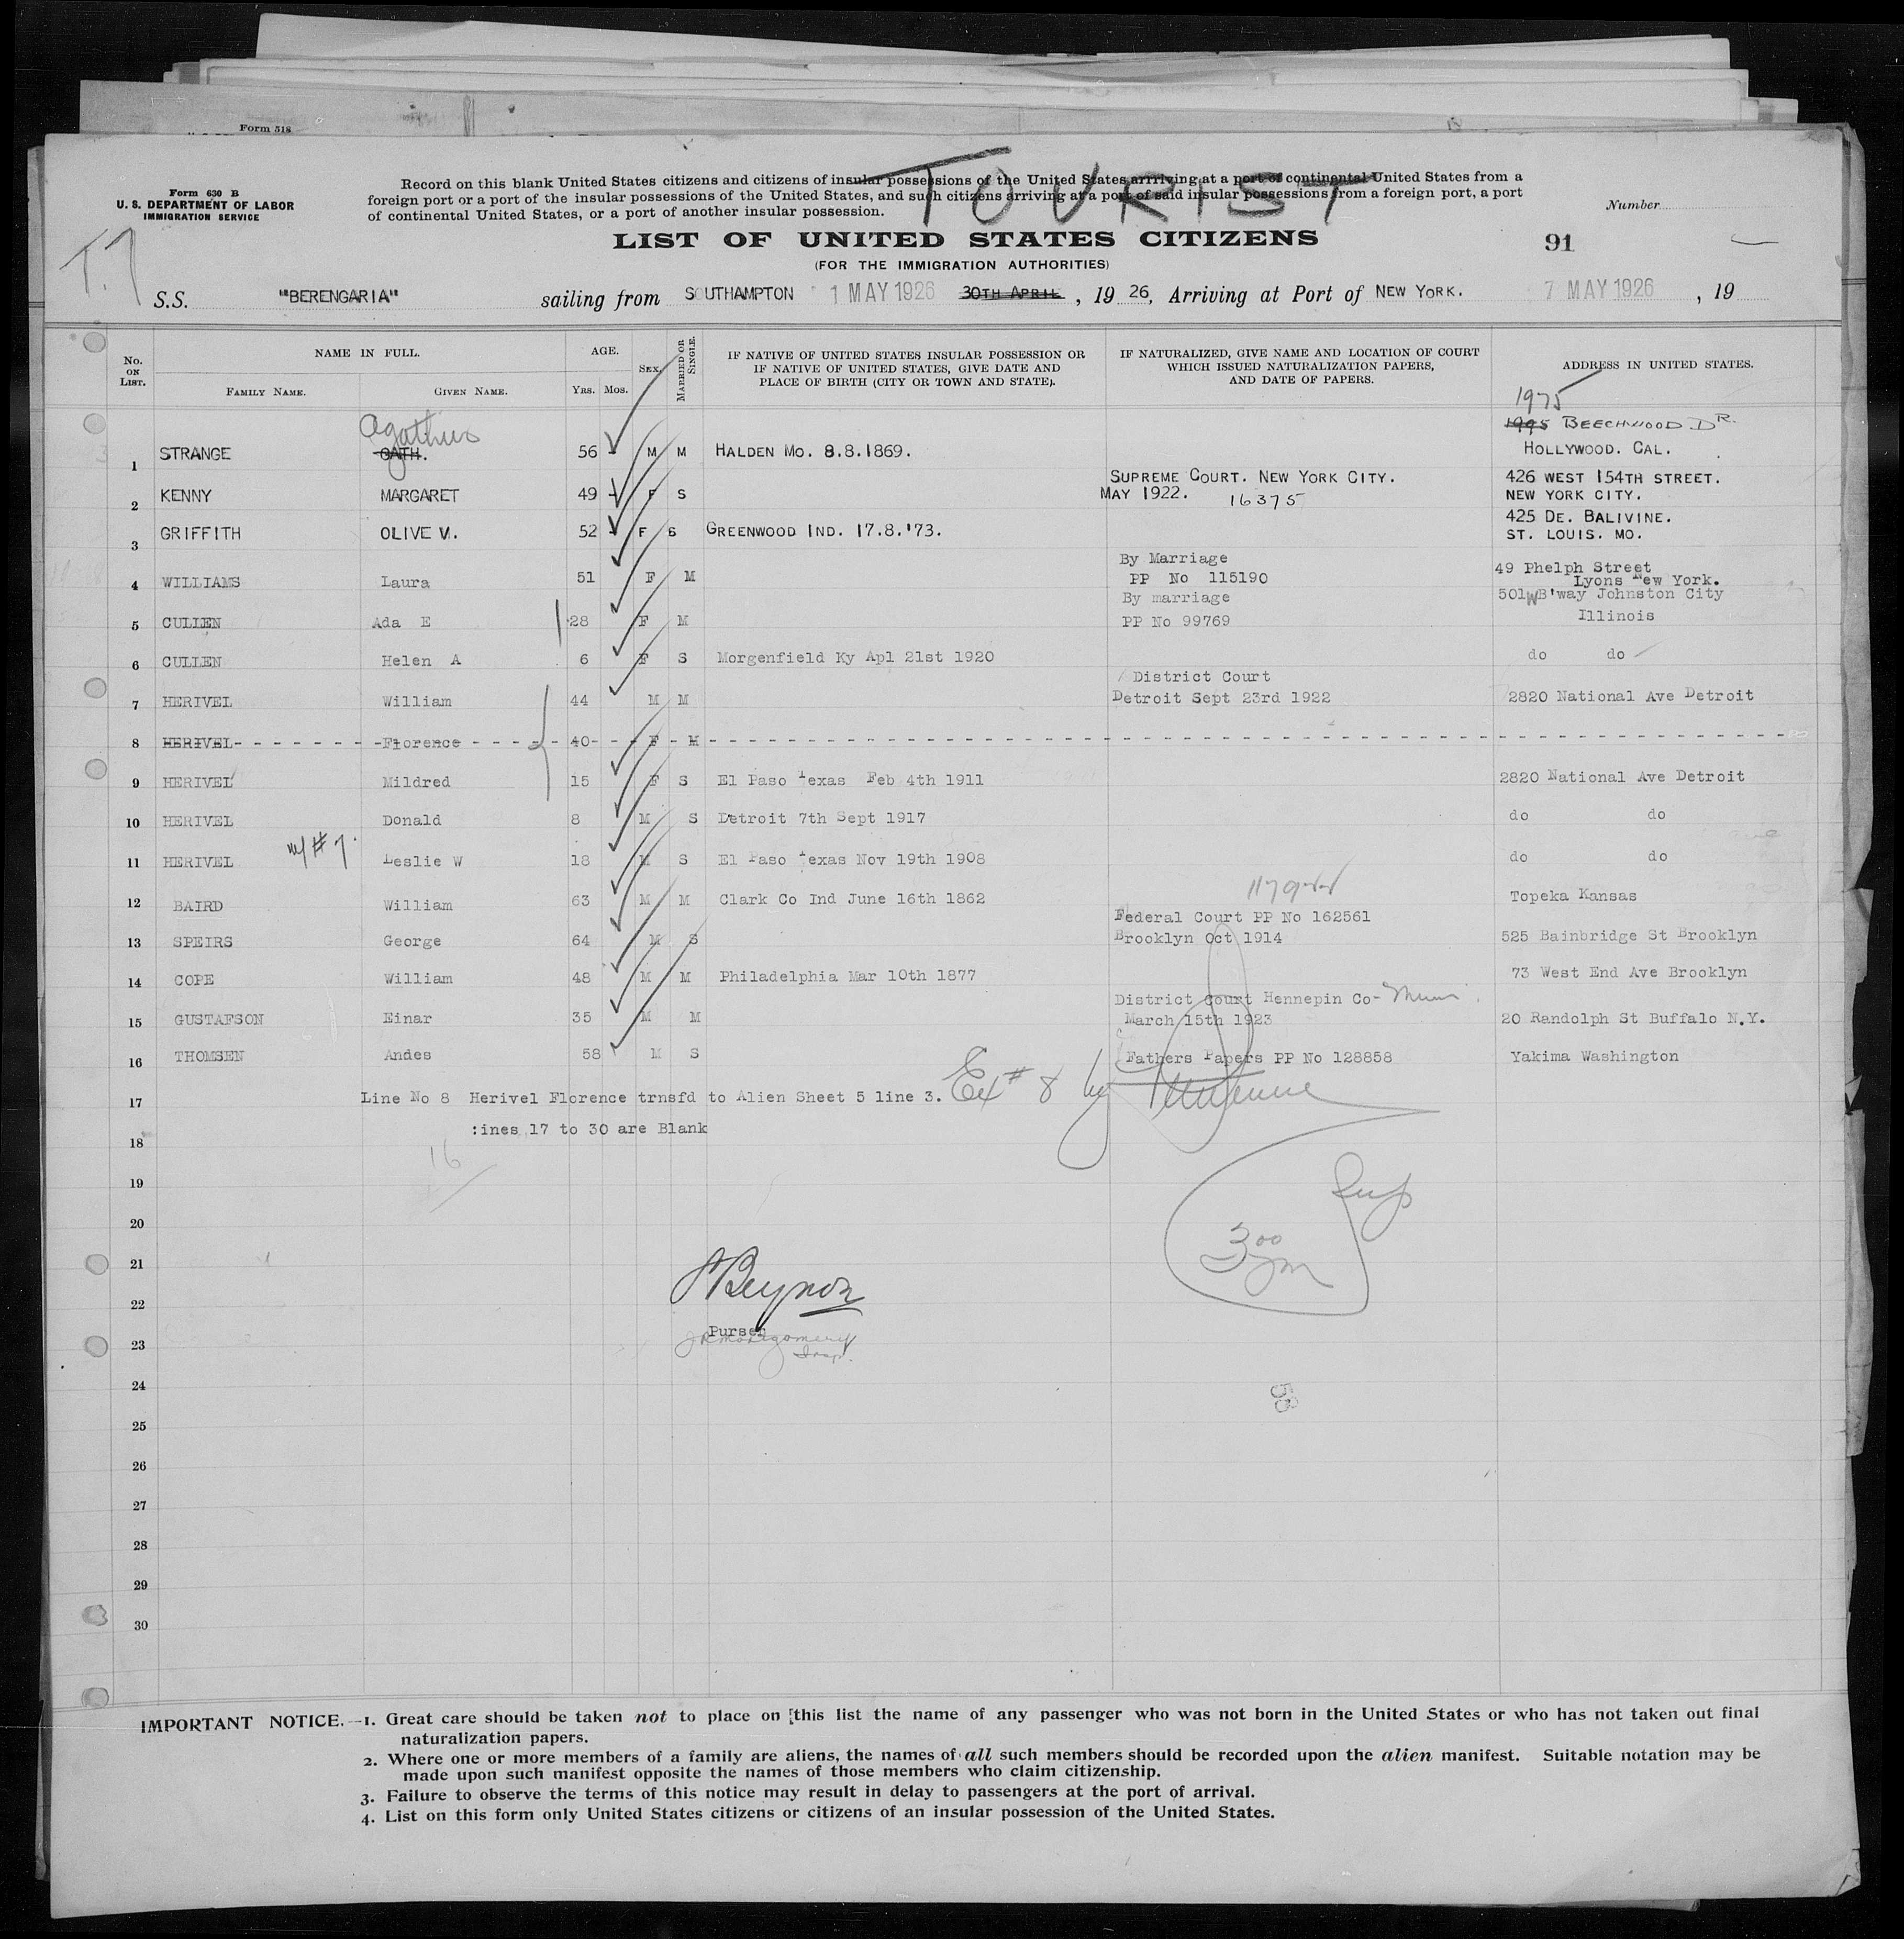 Form 518
Form 630 B
U. S. DEPARTMENT OF LABOR
IMMIGRATION SERVICE
TOURIST
Record on this blank United States citizens and citizens of insular possessions of the United States arrriving at a port of continental United States from a
foreign port or a port of the insular possessions of the United States, and such citizens arriving at a port of said insular possessions from a foreign port, a port
of continental United States, or a port of another insular possession.
Number
LIST OF UNITED STATES CITIZENS
91
(FOR THE IMMIGRATION AUTHORITIES)
S.S. "BERENGARIA" sailing from SOUTHAMPTON 1 MAY 1926 30TH APRIL, 19 26, Arriving at Port of NEW YORK. 7 MAY 1926, 19
No. ON LIST.
NAME IN FULL.
FAMILY NAME. GIVEN NAME.
AGE.
Yrs. Mos.
SEX.
MARRIED OR SINGLE.
IF NATIVE OF UNITED STATES INSULAR POSSESSION OR
IF NATIVE OF UNITED STATES, GIVE DATE AND
PLACE OF BIRTH (CITY OR TOWN AND STATE).
IF NATURALIZED, GIVE NAME AND LOCATION OF COURT
WHICH ISSUED NATURALIZATION PAPERS,
AND DATE OF PAPERS.
ADDRESS IN UNITED STATES.
1975
Agathus 1995 BEECHWOOD DR.
1 STRANGE OATH. 56 M M HALDEN MO. 8.8.1869. HOLLYWOOD. CAL.
SUPREME COURT. NEW YORK CITY. 426 WEST 154TH STREET.
2 KENNY MARGARET 49 F S MAY 1922. 16375 NEW YORK CITY.
425 DE. BALIVINE.
3 GRIFFITH OLIVE V. 52 F S GREENWOOD IND. 17.8.'73. ST. LOUIS. MO.
By Marriage 49 Phelph Street
4 WILLIAMS Laura 51 F M PP No 115190 Lyons New York.
By marriage 501WB'way Johnston City
5 CULLEN Ada E 28 F M PP No 99769 Illinois
6 CULLEN Helen A 6 F S Morgenfield Ky Apl 21st 1920 do do
District Court
7 HERIVEL William 44 M M Detroit Sept 23rd 1922 2820 National Ave Detroit
8 HERIVEL Florence 40 F M
9 HERIVEL Mildred 15 F S El Paso Texas Feb 4th 1911 2820 National Ave Detroit
10 HERIVEL Donald 8 M S Detroit 7th Sept 1917 do do
11 HERIVEL w/#7. Leslie W 18 M S El Paso Texas Nov 19th 1908 do do
12 BAIRD William 63 M M Clark Co Ind June 16th 1862 Topeka Kansas
Federal Court PP No 162561
13 SPEIRS George 64 M S Brooklyn Oct 1914 525 Bainbridge St Brooklyn
14 COPE William 48 M M Philadelphia Mar 10th 1877 73 West End Ave Brooklyn
District Court Hennepin Co- Minn.
15 GUSTAFSON Einar 35 M M March 15th 1923 20 Randolph St Buffalo N.Y.
16 THOMSEN Andes 58 M S Fathers Papers PP No 128858 Yakima Washington
17 Line No 8 Herivel Florence trnsfd to Alien Sheet 5 line 3. Ex # 8 by
:ines 17 to 30 are Blank
18
16
19
Insp
20
3 00 pm
21
Beynon
22
Purser
23
JR Montgomery
Insp.
24
58
25
26
27
28
29
30
IMPORTANT NOTICE.—1. Great care should be taken not to place on [this list the name of any passenger who was not born in the United States or who has not taken out final
naturalization papers.
2. Where one or more members of a family are aliens, the names of all such members should be recorded upon the alien manifest. Suitable notation may be
made upon such manifest opposite the names of those members who claim citizenship.
3. Failure to observe the terms of this notice may result in delay to passengers at the port of arrival.
4. List on this form only United States citizens or citizens of an insular possession of the United States.